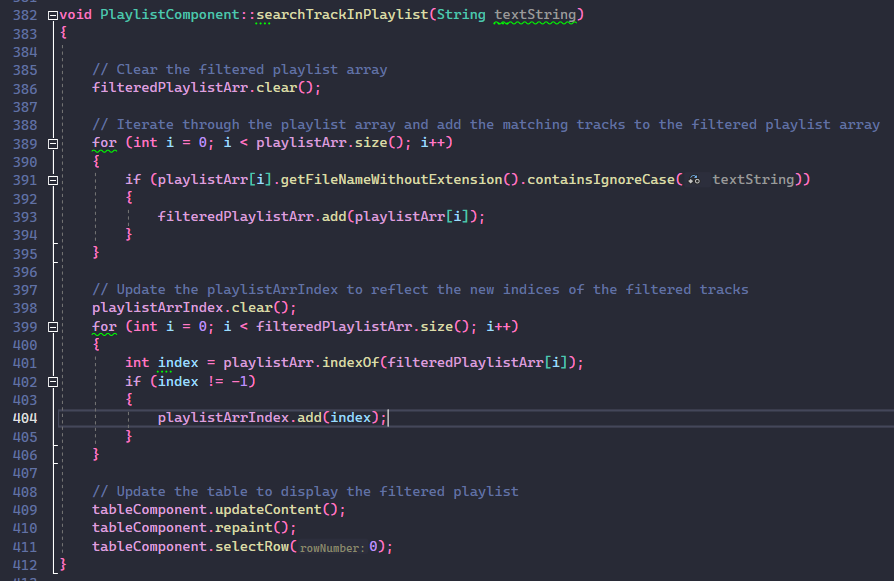 382 void PlaylistComponent::searchTrackInPlaylist(String textString)
383 {
384
385 // Clear the filtered playlist array
386 filteredPlaylistArr.clear();
387
388 // Iterate through the playlist array and add the matching tracks to the filtered playlist array
389 for (int i = 0; i < playlistArr.size(); i++)
390 {
391 if (playlistArr[i].getFileNameWithoutExtension().containsIgnoreCase( textString))
392 {
393 filteredPlaylistArr.add(playlistArr[i]);
394 }
395 }
396
397 // Update the playlistArrIndex to reflect the new indices of the filtered tracks
398 playlistArrIndex.clear();
399 for (int i = 0; i < filteredPlaylistArr.size(); i++)
400 {
401 int index = playlistArr.indexOf(filteredPlaylistArr[i]);
402 if (index != -1)
403 {
404 playlistArrIndex.add(index);
405 }
406 }
407
408 // Update the table to display the filtered playlist
409 tableComponent.updateContent();
410 tableComponent.repaint();
411 tableComponent.selectRow(rowNumber: 0);
412 }